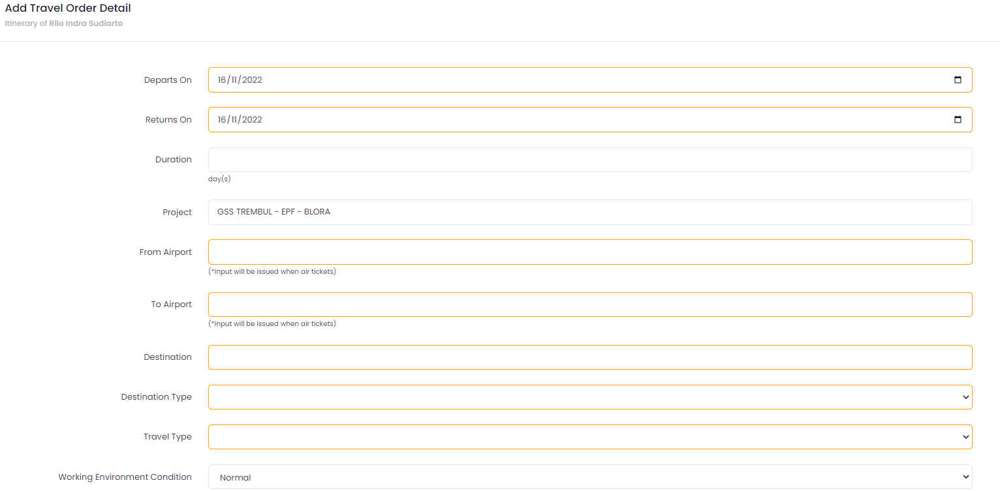 Add Travel Order Detail
Itinerary of Rilo Indra Sudiarto
Departs On 16/11/2022
Returns On 16/11/2022
Duration
day(s)
Project GSS TREMBUL - EPF - BLORA
From Airport
(*input will be issued when air tickets)
To Airport
(*input will be issued when air tickets)
Destination
Destination Type
Travel Type
Working Environment Condition Normal